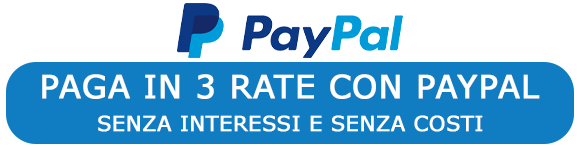 PayPal
PAGA IN 3 RATE CON PAYPAL
SENZA INTERESSI E SENZA COSTI